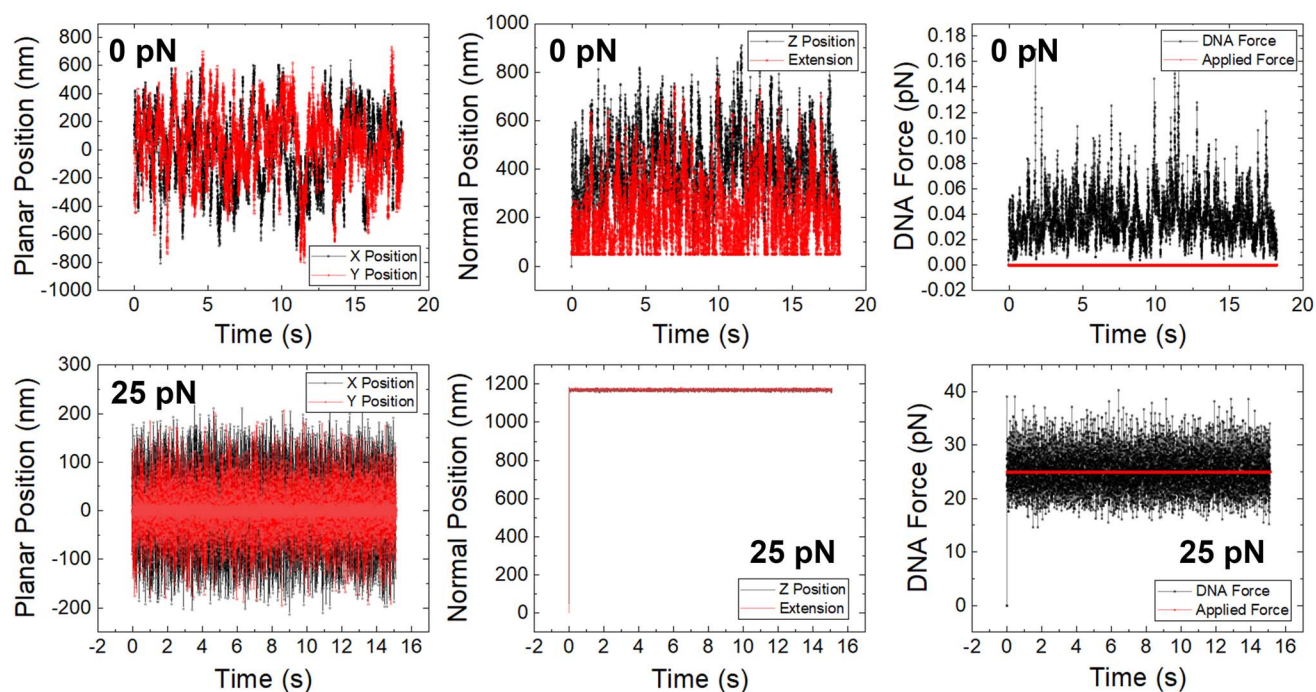 0 pN
Planar Position (nm)
800
600
400
200
0
-200
-400
-600
-800
-1000
0 5 10 15 20
Time (s)
X Position
Y Position
0 pN
Normal Position (nm)
1000
800
600
400
200
0
0 5 10 15 20
Time (s)
Z Position
Extension
0 pN
DNA Force (pN)
0.18
0.16
0.14
0.12
0.10
0.08
0.06
0.04
0.02
0.00
-0.02
0 5 10 15 20
Time (s)
DNA Force
Applied Force
25 pN
Planar Position (nm)
300
200
100
0
-100
-200
-2 0 2 4 6 8 10 12 14 16
Time (s)
X Position
Y Position
25 pN
Normal Position (nm)
1200
1000
800
600
400
200
0
-2 0 2 4 6 8 10 12 14 16
Time (s)
Z Position
Extension
25 pN
DNA Force (pN)
40
30
20
10
0
-2 0 2 4 6 8 10 12 14 16
Time (s)
DNA Force
Applied Force